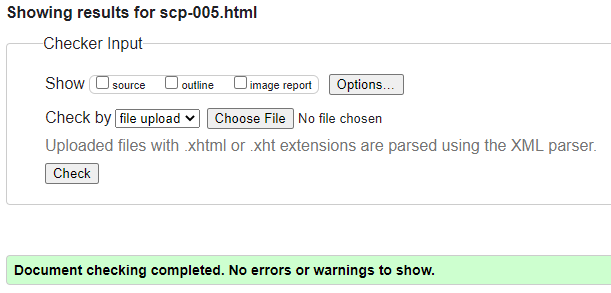 Showing results for scp-005.html
Checker Input
Show source outline image report Options...
Check by file upload Choose File No file chosen
Uploaded files with .xhtml or .xht extensions are parsed using the XML parser.
Check
Document checking completed. No errors or warnings to show.